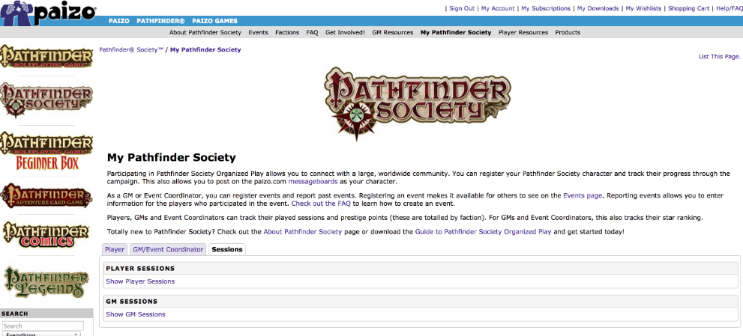 paizo
| Sign Out | My Account | My Subscriptions | My Downloads | My Wishlists | Shopping Cart | Help/FAQ
PAIZO PATHFINDER® PAIZO GAMES
About Pathfinder Society Events Factions FAQ Get Involved! GM Resources My Pathfinder Society Player Resources Products
Pathfinder® Society™ / My Pathfinder Society
List This Page.
PATHFINDER
ROLEPLAYING GAME
PATHFINDER
SOCIETY
PATHFINDER
ROLEPLAYING GAME
BEGINNER BOX
PATHFINDER
ADVENTURE CARD GAME
PATHFINDER
COMICS
PATHFINDER
LEGENDS
SEARCH
Search
Everything
PATHFINDER
SOCIETY
My Pathfinder Society
Participating in Pathfinder Society Organized Play allows you to connect with a large, worldwide community. You can register your Pathfinder Society character and track their progress through the
campaign. This also allows you to post on the paizo.com messageboards as your character.
As a GM or Event Coordinator, you can register events and report past events. Registering an event makes it available for others to see on the Events page. Reporting events allows you to enter
information for the players who participated in the event. Check out the FAQ to learn how to create an event.
Players, GMs and Event Coordinators can track their played sessions and prestige points (these are totalled by faction). For GMs and Event Coordinators, this also tracks their star ranking.
Totally new to Pathfinder Society? Check out the About Pathfinder Society page or download the Guide to Pathfinder Society Organized Play and get started today!
Player GM/Event Coordinator Sessions
PLAYER SESSIONS
Show Player Sessions
GM SESSIONS
Show GM Sessions